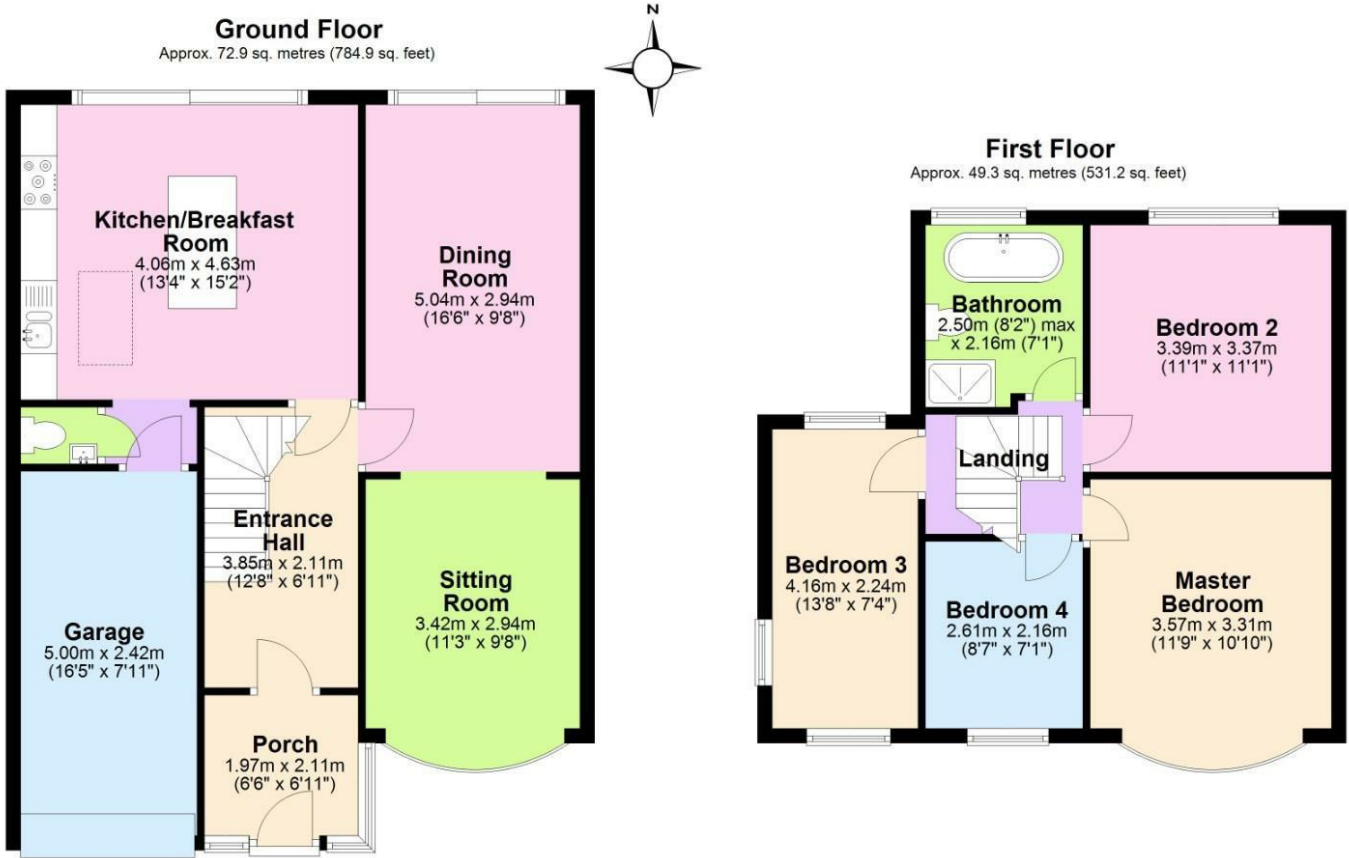 N
Ground Floor
Approx. 72.9 sq. metres (784.9 sq. feet)
Kitchen/Breakfast
Room
4.06m x 4.63m
(13'4" x 15'2")
Dining
Room
5.04m x 2.94m
(16'6" x 9'8")
Entrance
Hall
3.85m x 2.11m
(12'8" x 6'11")
Sitting
Room
3.42m x 2.94m
(11'3" x 9'8")
Garage
5.00m x 2.42m
(16'5" x 7'11")
Porch
1.97m x 2.11m
(6'6" x 6'11")
First Floor
Approx. 49.3 sq. metres (531.2 sq. feet)
Bathroom
2.50m (8'2") max
x 2.16m (7'1")
Bedroom 2
3.39m x 3.37m
(11'1" x 11'1")
Landing
Bedroom 3
4.16m x 2.24m
(13'8" x 7'4")
Bedroom 4
2.61m x 2.16m
(8'7" x 7'1")
Master
Bedroom
3.57m x 3.31m
(11'9" x 10'10")